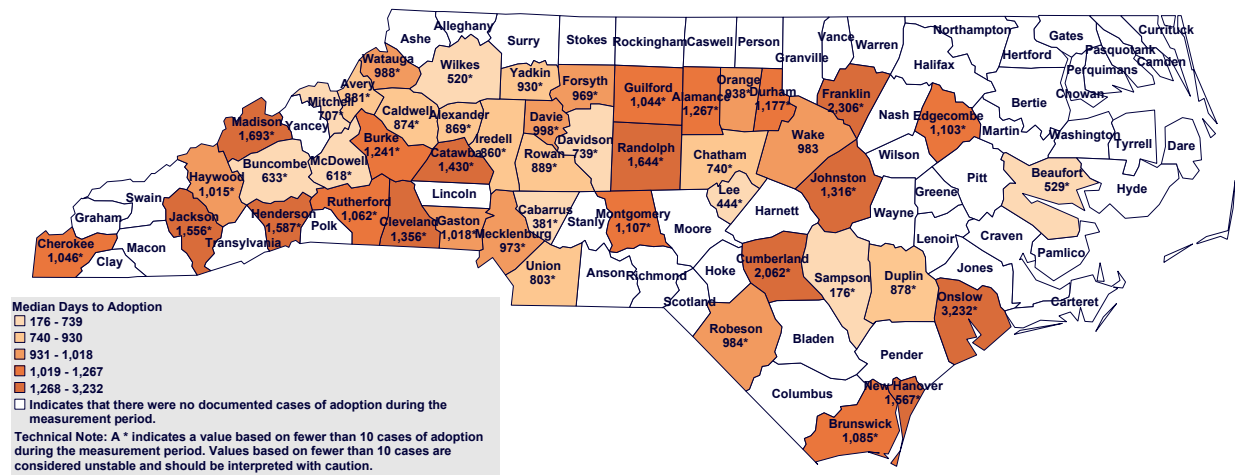 Alleghany
Ashe
Surry
Stokes
Rockingham
Caswell
Person
Granville
Vance
Warren
Northampton
Gates
Currituck
Pasquotank
Camden
Hertford
Perquimans
Chowan
Halifax
Bertie
Watauga
988*
Wilkes
520*
Yadkin
930*
Forsyth
969*
Guilford
1,044*
Alamance
1,267*
Orange
938*
Durham
1,177*
Franklin
2,306*
Nash
Edgecombe
1,103*
Martin
Washington
Tyrrell
Dare
Avery
881*
Mitchell
707*
Yancey
Madison
1,693*
Caldwell
874*
Alexander
869*
Iredell
860*
Davie
998*
Davidson
739*
Randolph
1,644*
Chatham
740*
Wake
983
Wilson
Pitt
Beaufort
529*
Hyde
Buncombe
633*
McDowell
618*
Burke
1,241*
Catawba
1,430*
Rowan
889*
Lee
444*
Johnston
1,316*
Greene
Haywood
1,015*
Swain
Graham
Jackson
1,556*
Henderson
1,587*
Rutherford
1,062*
Lincoln
Cleveland
1,356*
Gaston
1,018*
Mecklenburg
973*
Cabarrus
381*
Stanly
Montgomery
1,107*
Moore
Harnett
Wayne
Lenoir
Craven
Pamlico
Cherokee
1,046*
Clay
Macon
Transylvania
Polk
Union
803*
Anson
Richmond
Hoke
Scotland
Cumberland
2,062*
Sampson
176*
Duplin
878*
Jones
Onslow
3,232*
Carteret
Robeson
984*
Bladen
Pender
Columbus
New Hanover
1,567*
Brunswick
1,085*
Median Days to Adoption
176 - 739
740 - 930
931 - 1,018
1,019 - 1,267
1,268 - 3,232
Indicates that there were no documented cases of adoption during the
measurement period.
Technical Note: A * indicates a value based on fewer than 10 cases of adoption
during the measurement period. Values based on fewer than 10 cases are
considered unstable and should be interpreted with caution.